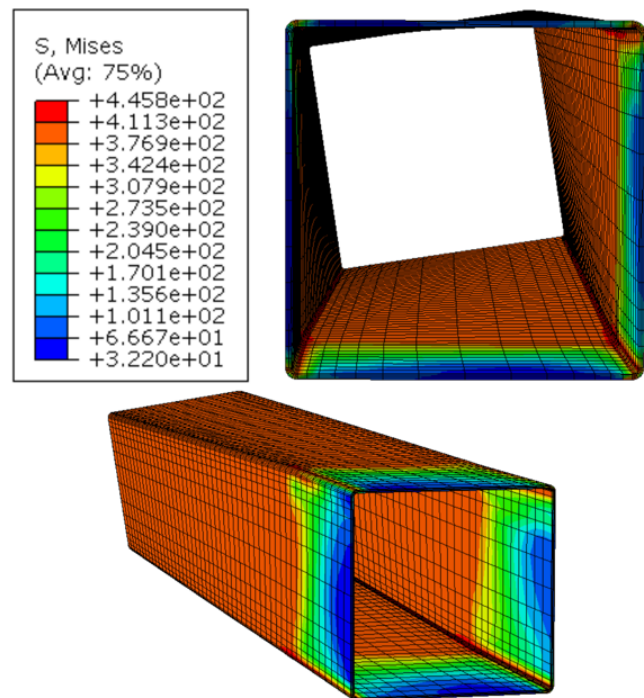 S, Mises
(Avg: 75%)
+4.458e+02
+4.113e+02
+3.769e+02
+3.424e+02
+3.079e+02
+2.735e+02
+2.390e+02
+2.045e+02
+1.701e+02
+1.356e+02
+1.011e+02
+6.667e+01
+3.220e+01